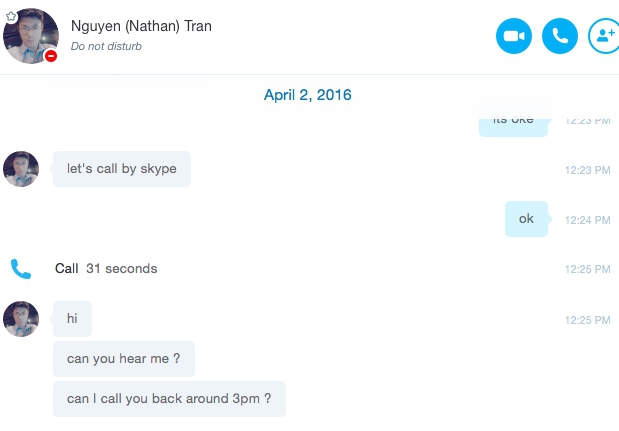 Nguyen (Nathan) Tran
Do not disturb
April 2, 2016
its oke 12:23 PM
let's call by skype 12:23 PM
ok 12:24 PM
Call 31 seconds 12:25 PM
hi 12:25 PM
can you hear me ?
can I call you back around 3pm ?